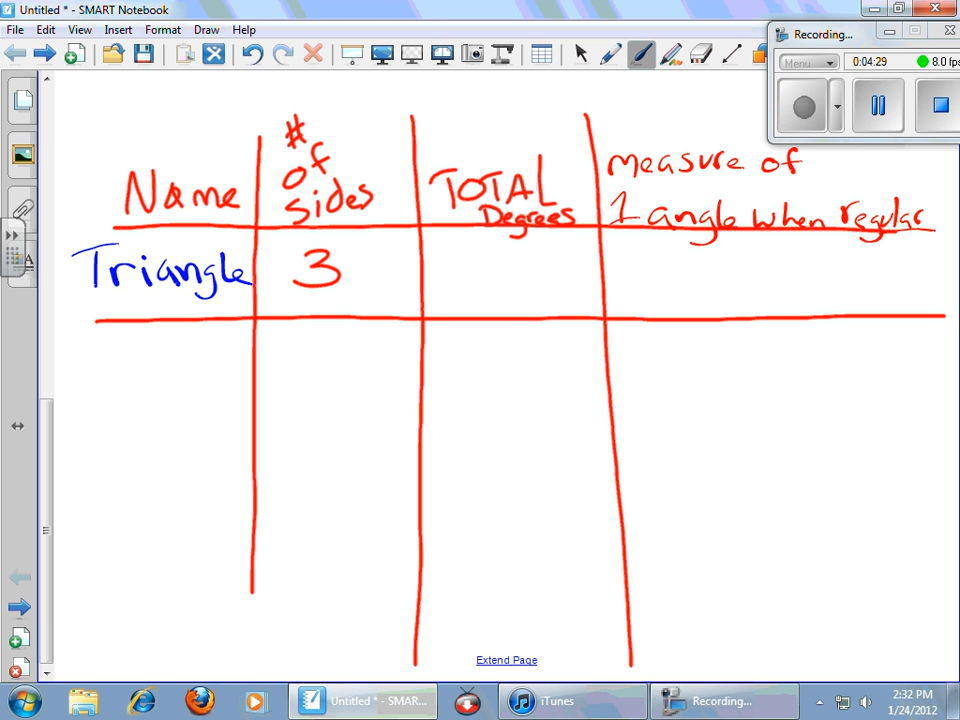 Untitled * - SMART Notebook
File Edit View Insert Format Draw Help
Recording...
Menu 0:04:29 8.0 fps
Name
#
of
sides
TOTAL
Degrees
measure of
1 angle when regular
Triangle 3
Extend Page
Untitled * - SMAR... iTunes Recording...
2:32 PM
1/24/2012